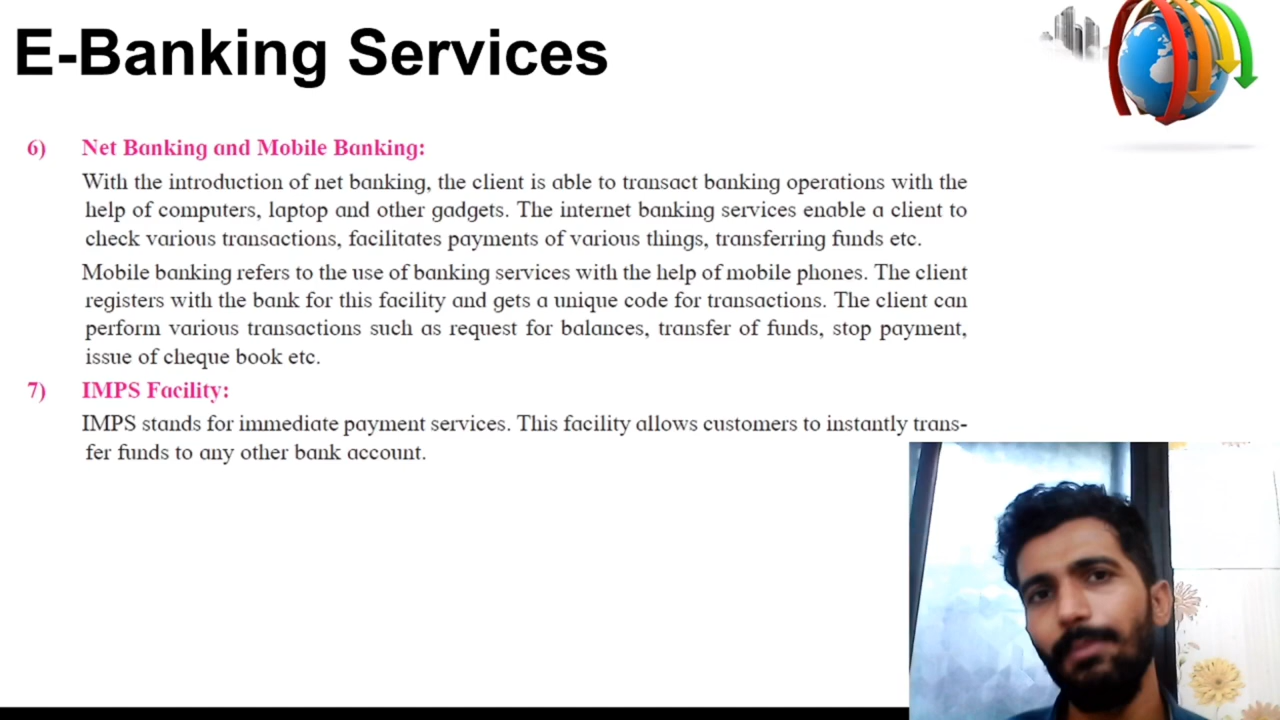 E-Banking Services
6) Net Banking and Mobile Banking:
With the introduction of net banking, the client is able to transact banking operations with the
help of computers, laptop and other gadgets. The internet banking services enable a client to
check various transactions, facilitates payments of various things, transferring funds etc.
Mobile banking refers to the use of banking services with the help of mobile phones. The client
registers with the bank for this facility and gets a unique code for transactions. The client can
perform various transactions such as request for balances, transfer of funds, stop payment,
issue of cheque book etc.
7) IMPS Facility:
IMPS stands for immediate payment services. This facility allows customers to instantly trans-
fer funds to any other bank account.